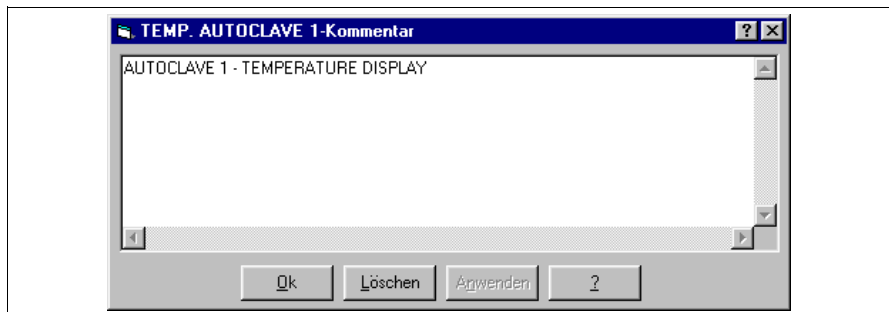 TEMP. AUTOCLAVE 1-Kommentar
AUTOCLAVE 1 - TEMPERATURE DISPLAY
Ok Löschen Anwenden ?